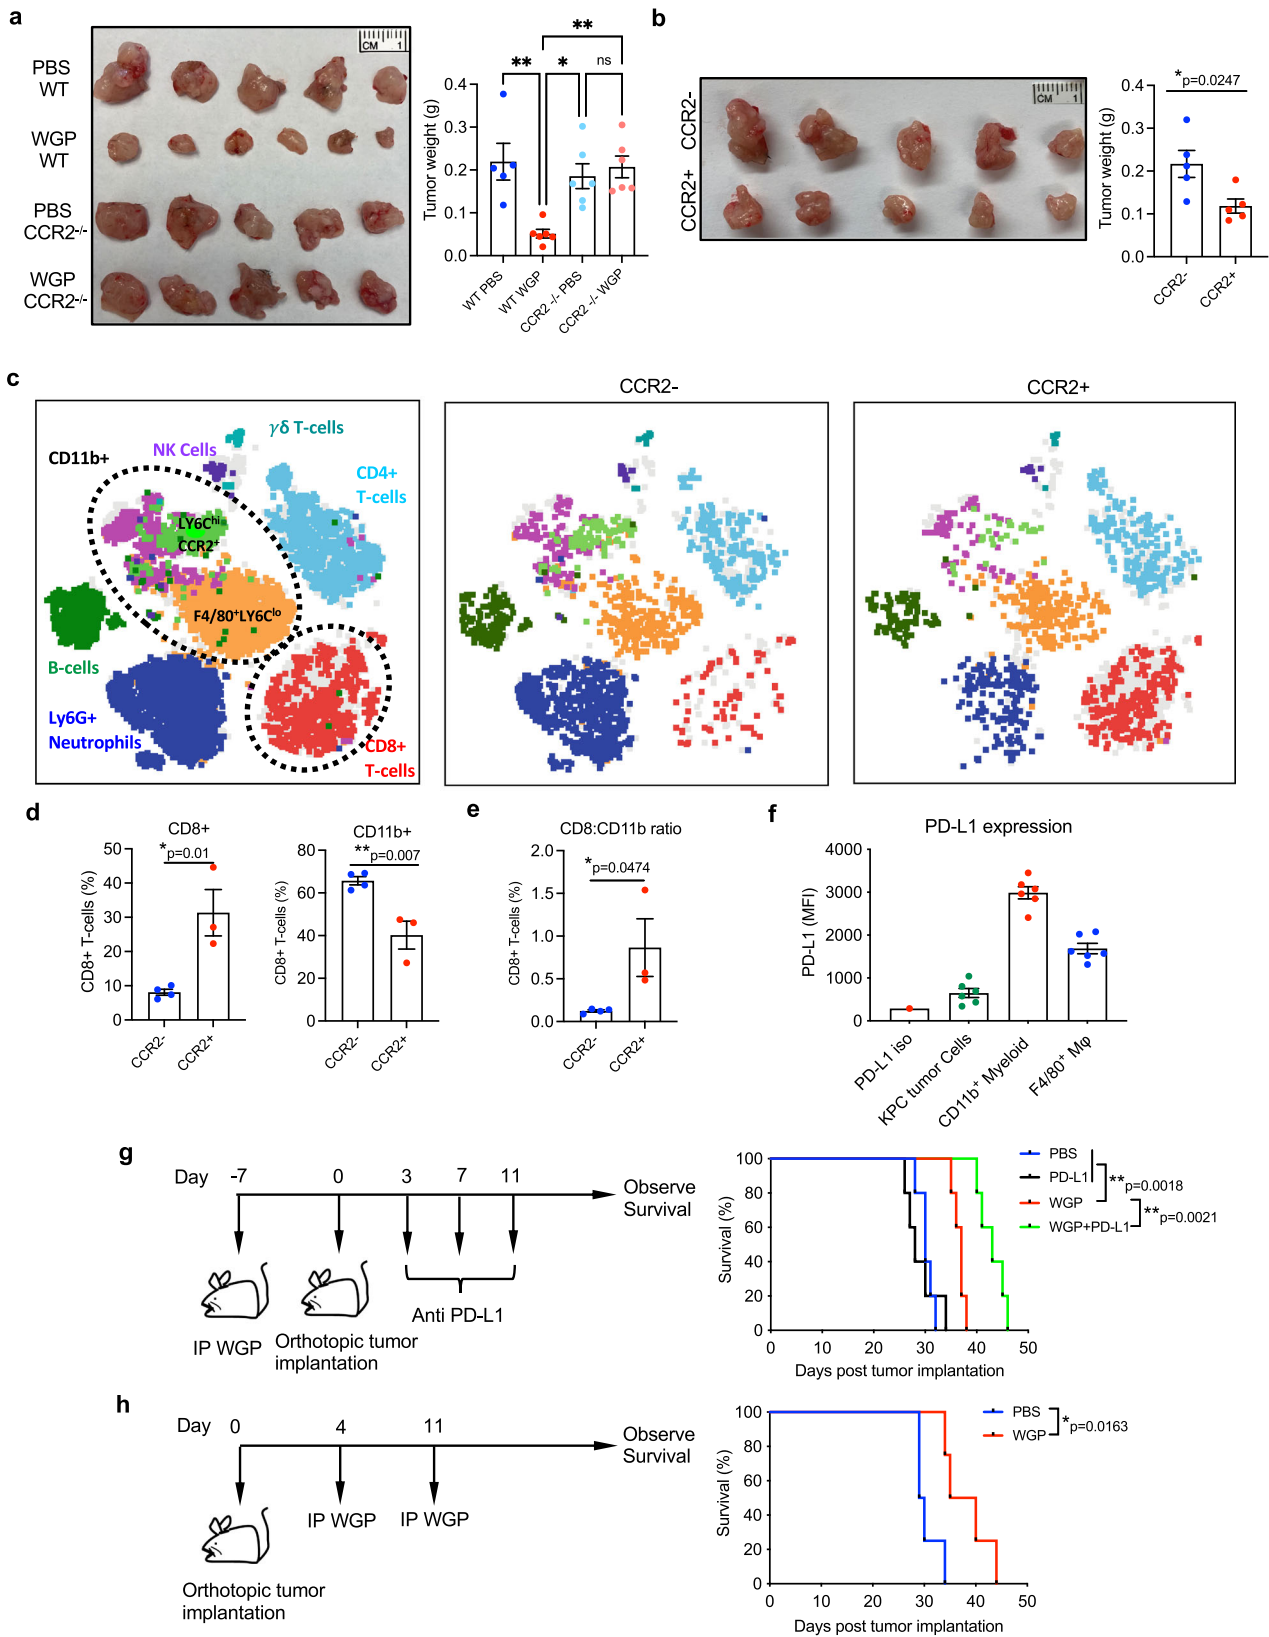 a
PBS
WT
WGP
WT
PBS
CCR2-/-
WGP
CCR2-/-
CM 1
** * ns
**
Tumor weight (g)
0.4
0.3
0.2
0.1
0.0
WT PBS
WT WGP
CCR2 -/- PBS
CCR2 -/- WGP
b
CCR2-
CCR2+
CM 1
*p=0.0247
Tumor weight (g)
0.4
0.3
0.2
0.1
0.0
CCR2-
CCR2+
c
CD11b+
NK Cells
γδ T-cells
CD4+
T-cells
LY6Chi
CCR2+
F4/80+LY6Clo
B-cells
Ly6G+
Neutrophils
CD8+
T-cells
CCR2-
CCR2+
d
CD8+
*p=0.01
CD8+ T-cells (%)
50
40
30
20
10
0
CCR2-
CCR2+
CD11b+
**p=0.007
CD8+ T-cells (%)
80
60
40
20
0
CCR2-
CCR2+
e
CD8:CD11b ratio
*p=0.0474
CD8+ T-cells (%)
2.0
1.5
1.0
0.5
0.0
CCR2-
CCR2+
f
PD-L1 expression
PD-L1 (MFI)
4000
3000
2000
1000
0
PD-L1 iso
KPC tumor Cells
CD11b+ Myeloid
F4/80+ Mφ
g
Day -7 0 3 7 11
Observe
Survival
IP WGP
Orthotopic tumor
implantation
Anti PD-L1
Survival (%)
100
80
60
40
20
0
0 10 20 30 40 50
Days post tumor implantation
PBS
PD-L1
WGP
WGP+PD-L1
**p=0.0018
**p=0.0021
h
Day 0 4 11
Observe
Survival
IP WGP IP WGP
Orthotopic tumor
implantation
Survival (%)
100
80
60
40
20
0
0 10 20 30 40 50
Days post tumor implantation
PBS
WGP
*p=0.0163